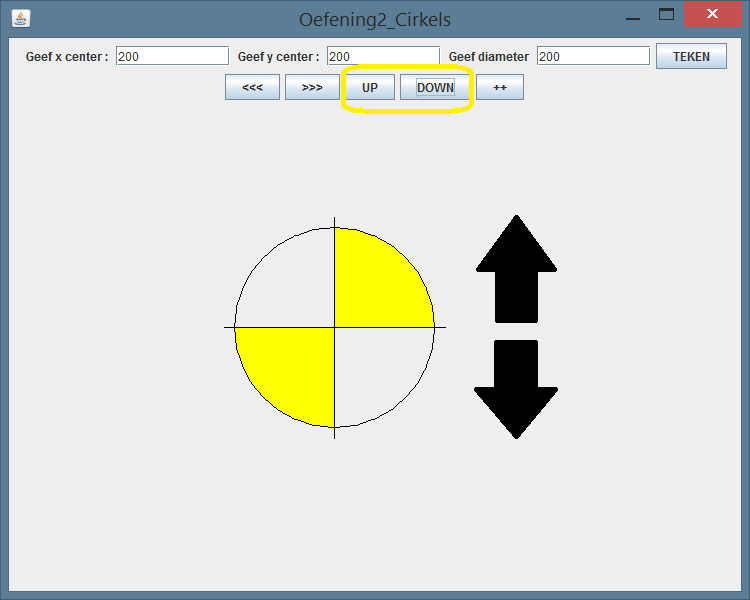 Oefening2_Cirkels
Geef x center : 200 Geef y center : 200 Geef diameter 200 TEKEN
<<< >>> UP DOWN ++